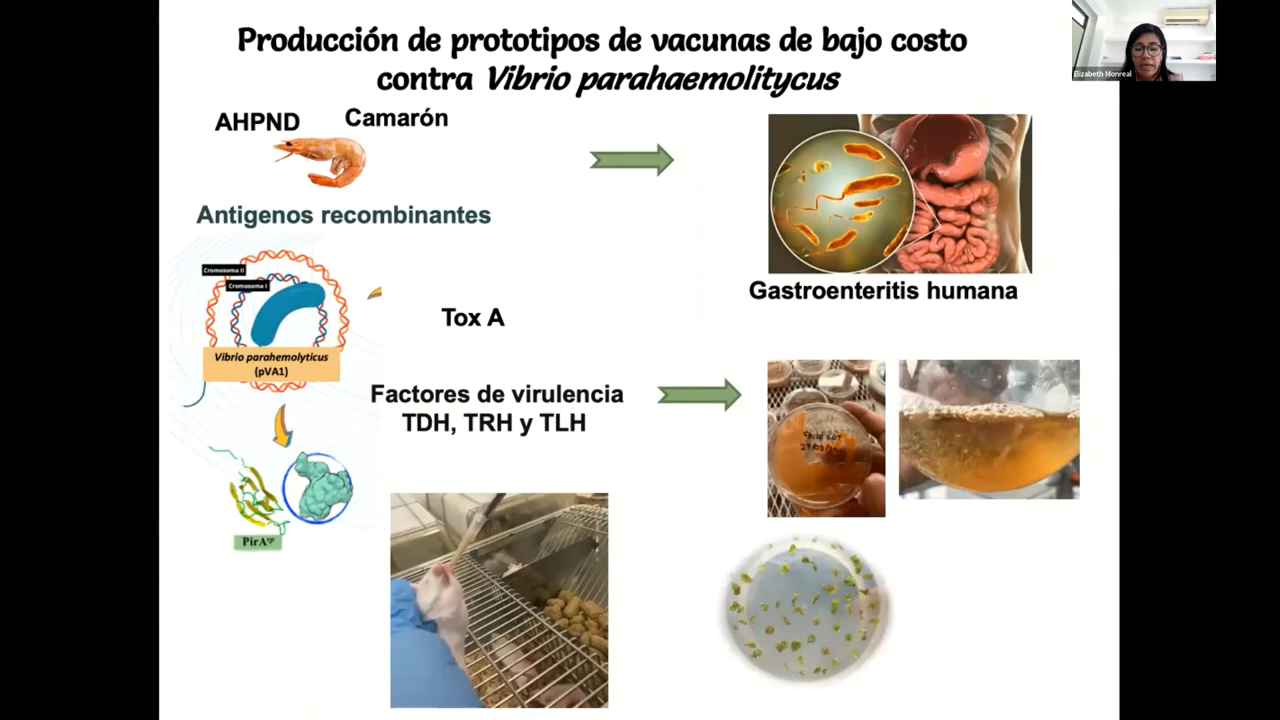 Producción de prototipos de vacunas de bajo costo
contra Vibrio parahaemolitycus
Elizabeth Monreal
AHPND
Camarón
Antigenos recombinantes
Cromosoma II
Cromosoma I
Vibrio parahemolyticus
(pVA1)
Tox A
Gastroenteritis humana
Factores de virulencia
TDH, TRH y TLH
PirAᵛᵖ